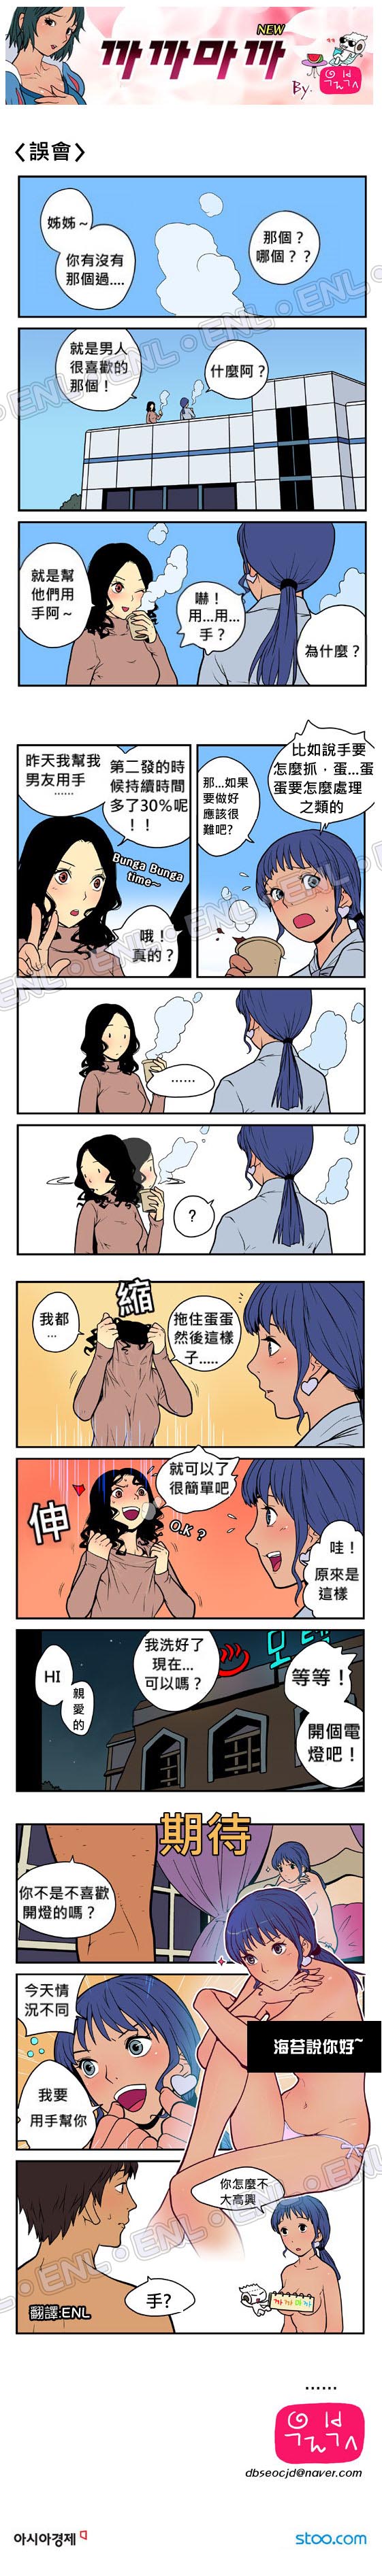 NEW
까까마까
By.
〈誤會〉
姊姊~
你有沒有
那個過....
那個?
哪個??
就是男人
很喜歡的
那個!
什麼阿?
就是幫
他們用
手阿~
嚇!
用...用...
手?
為什麼?
昨天我幫我
男友用手
......
第二發的時
候持續時間
多了30%呢
!!
Bunga Bunga
time~
哦!
真的?
那...如果
要做好
應該很
難吧?
比如說手要
怎麼抓,蛋...蛋
蛋要怎麼處理
之類的
......
?
我都
...
縮
拖住蛋蛋
然後這樣
子.....
就可以了
很簡單吧
伸
O.K ?
哇!
原來是
這樣
HI
親愛的
我洗好了
現在...
可以嗎?
모텔
等等!
開個電
燈吧!
期待
你不是不喜歡
開燈的嗎?
今天情
況不同
海苔說你好~
我要
用手幫你
你怎麼不
大高興
手?
까까마까
翻譯:ENL
......
dbseocjd@naver.com
아시아경제
stoo.com
ENL